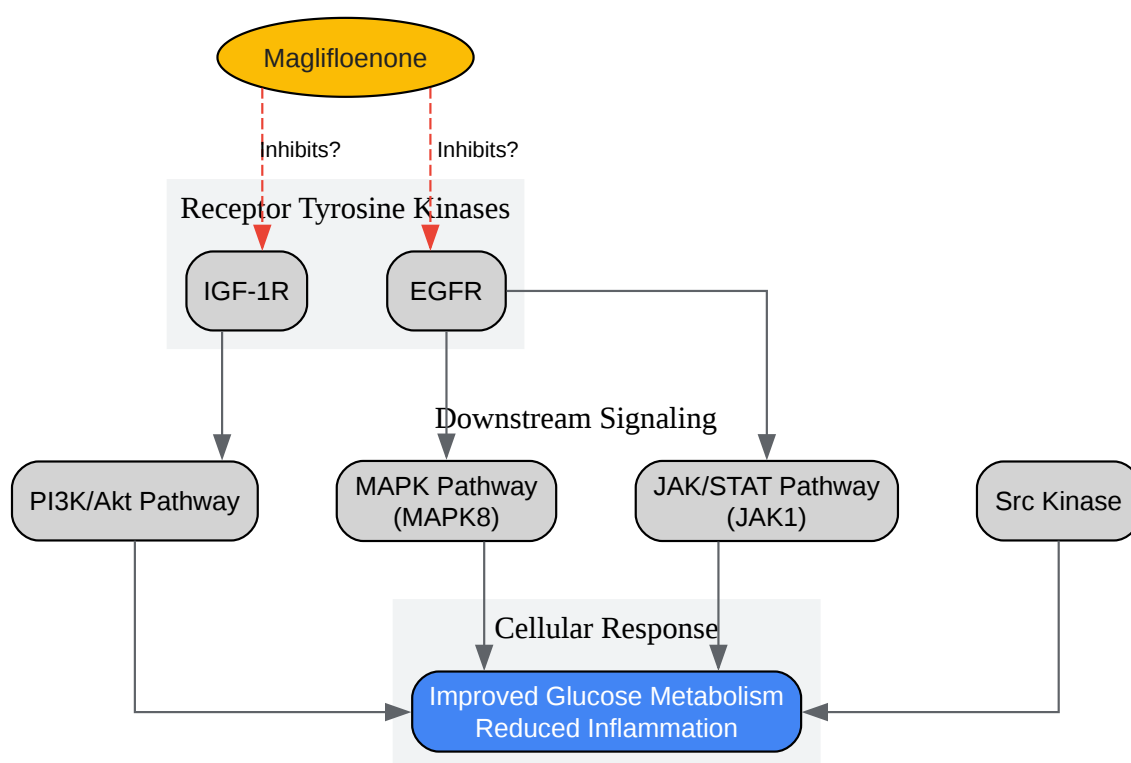 Maglifloenone
Inhibits?
Inhibits?
Receptor Tyrosine Kinases
IGF-1R
EGFR
Downstream Signaling
PI3K/Akt Pathway
MAPK Pathway
(MAPK8)
JAK/STAT Pathway
(JAK1)
Src Kinase
Cellular Response
Improved Glucose Metabolism
Reduced Inflammation